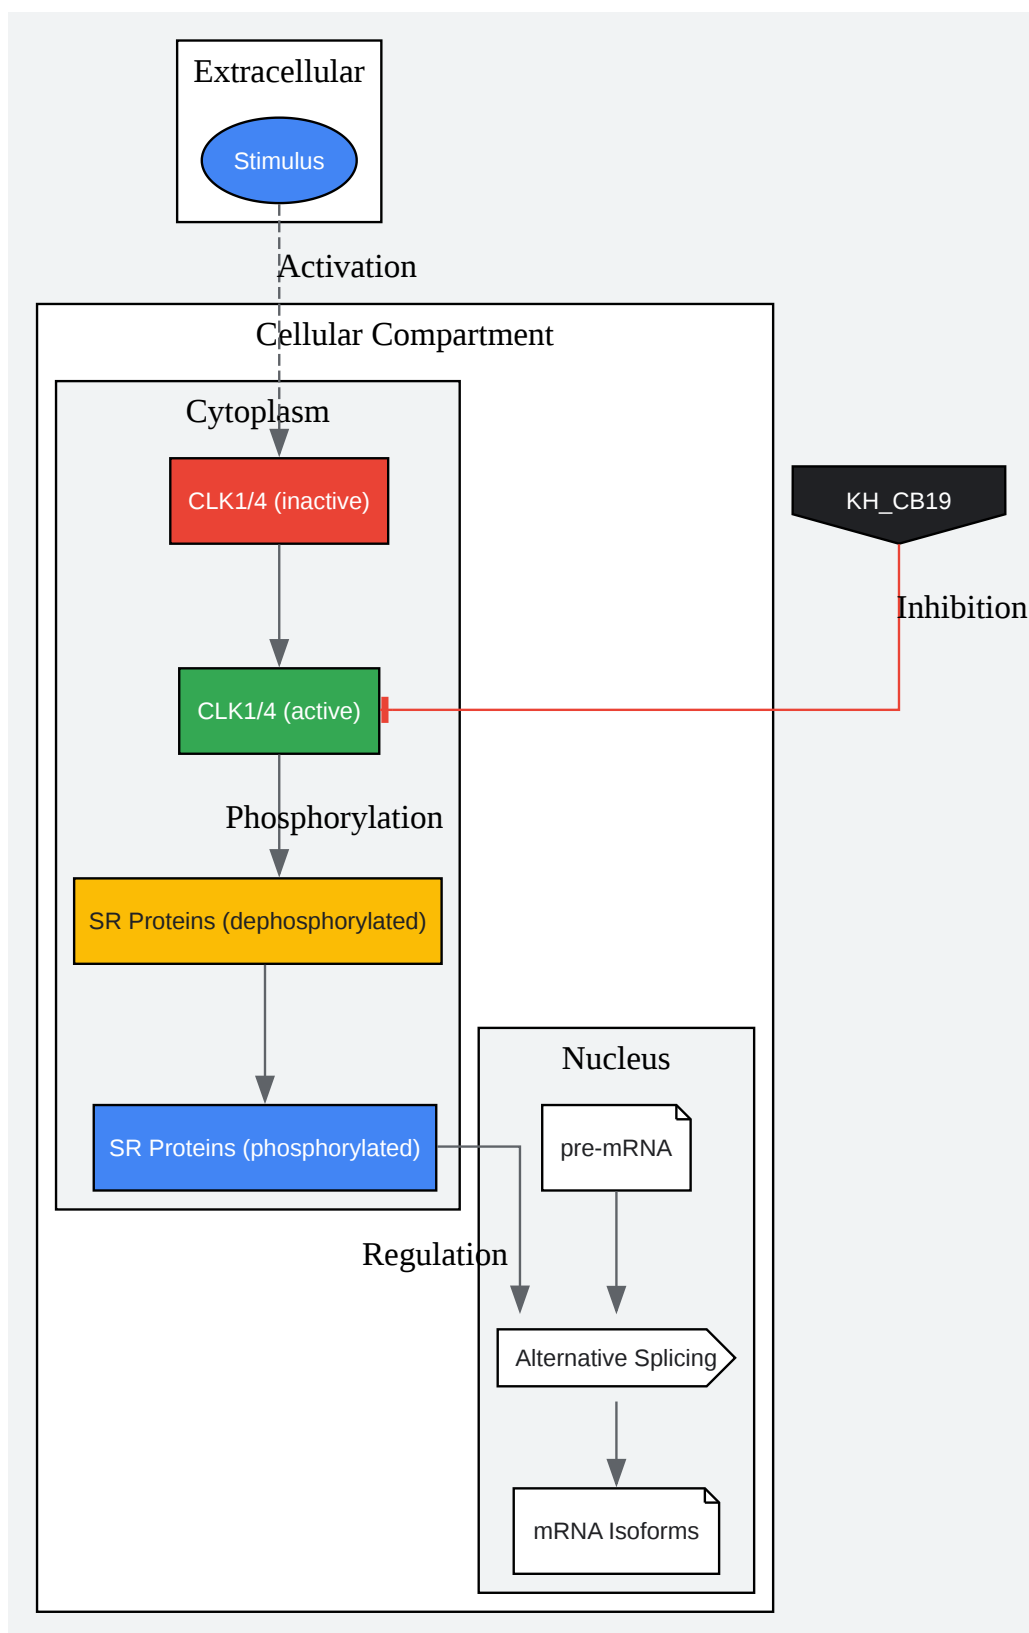 Extracellular
Stimulus
Activation
Cellular Compartment
Cytoplasm
CLK1/4 (inactive)
KH_CB19
Inhibition
CLK1/4 (active)
Phosphorylation
SR Proteins (dephosphorylated)
Nucleus
SR Proteins (phosphorylated)
pre-mRNA
Regulation
Alternative Splicing
mRNA Isoforms